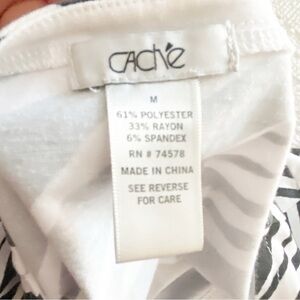 CACHÉ
M
61% POLYESTER
33% RAYON
6% SPANDEX
RN # 74578
MADE IN CHINA
SEE REVERSE
FOR CARE